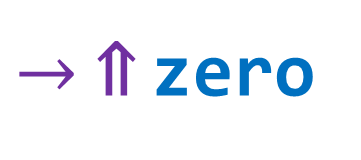 → ⇑ zero